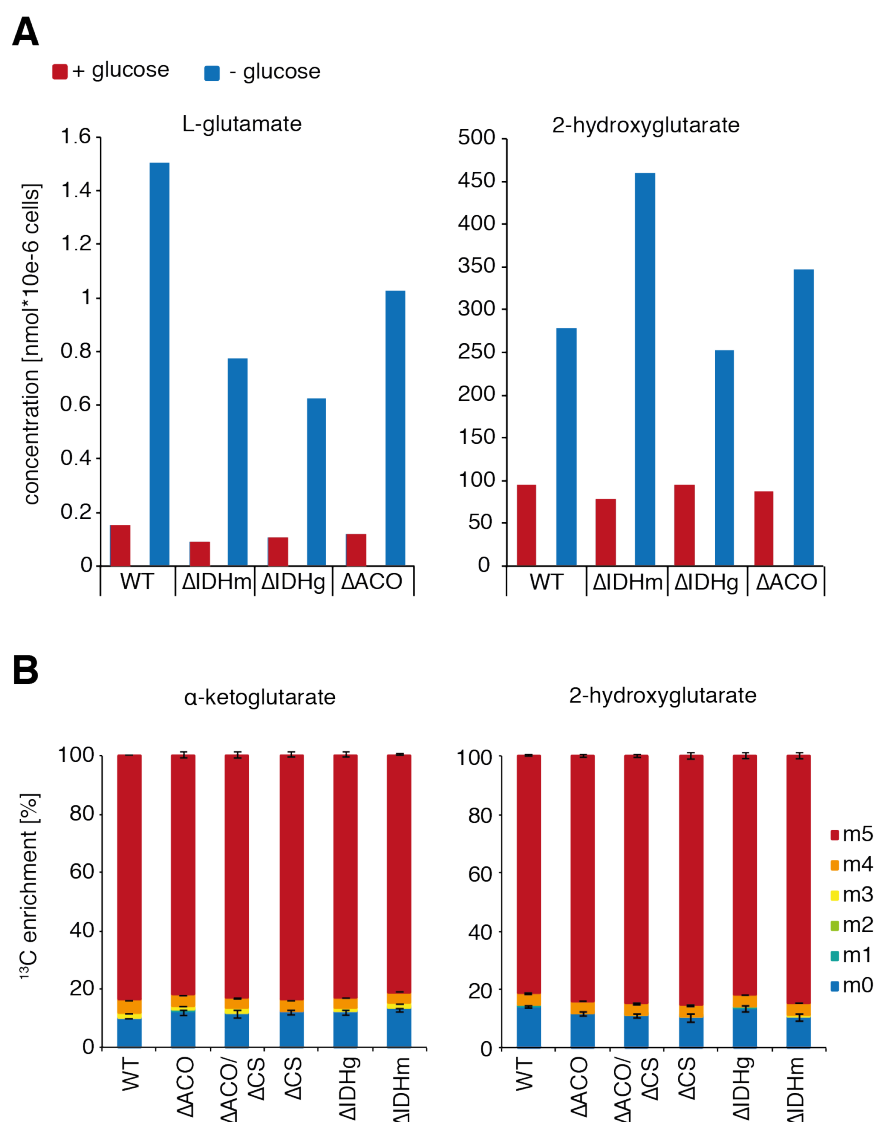 A
+ glucose - glucose
L-glutamate
2-hydroxyglutarate
concentration [nmol*10e-6 cells]
1.6
1.4
1.2
1
0.8
0.6
0.4
0.2
0
WT ΔIDHm ΔIDHg ΔACO
500
450
400
350
300
250
200
150
100
50
0
WT ΔIDHm ΔIDHg ΔACO
B
α-ketoglutarate
2-hydroxyglutarate
¹³C enrichment [%]
100
80
60
40
20
0
WT
ΔACO
ΔACO/
ΔCS
ΔCS
ΔIDHg
ΔIDHm
100
80
60
40
20
0
WT
ΔACO
ΔACO/
ΔCS
ΔCS
ΔIDHg
ΔIDHm
m5
m4
m3
m2
m1
m0